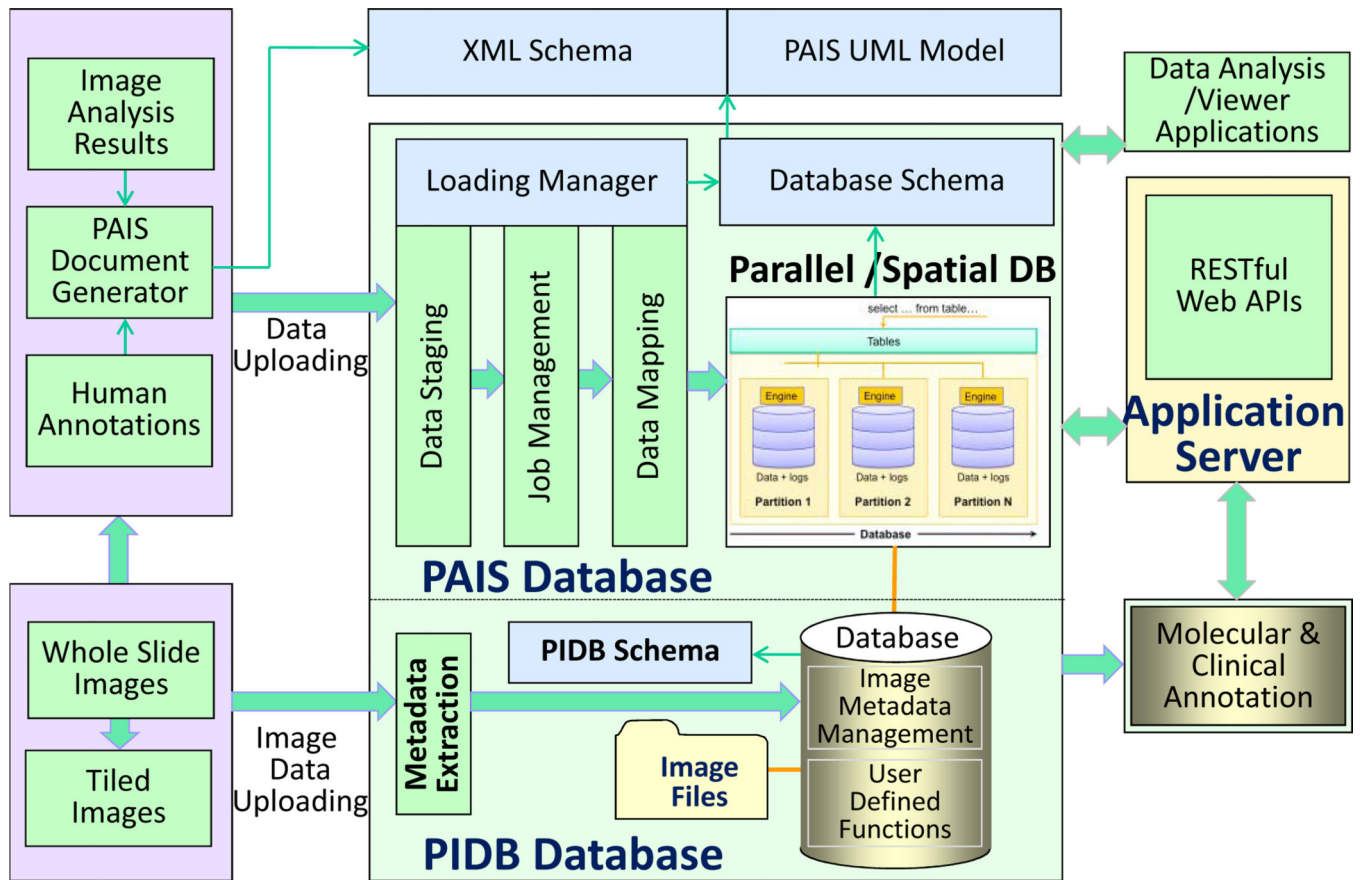 XML Schema
PAIS UML Model
Image
Analysis
Results
PAIS
Document
Generator
Human
Annotations
Data
Uploading
Loading Manager
Database Schema
Data Staging
Job Management
Data Mapping
Parallel /Spatial DB
select ... from table...
Tables
Engine
Engine
Engine
Data + logs
Data + logs
Data + logs
Partition 1
Partition 2
Partition N
Database
PAIS Database
Data Analysis
/Viewer
Applications
RESTful
Web APIs
Application
Server
Whole Slide
Images
Tiled
Images
Image
Data
Uploading
Metadata
Extraction
PIDB Schema
Image
Files
Database
Image
Metadata
Management
User
Defined
Functions
PIDB Database
Molecular &
Clinical
Annotation